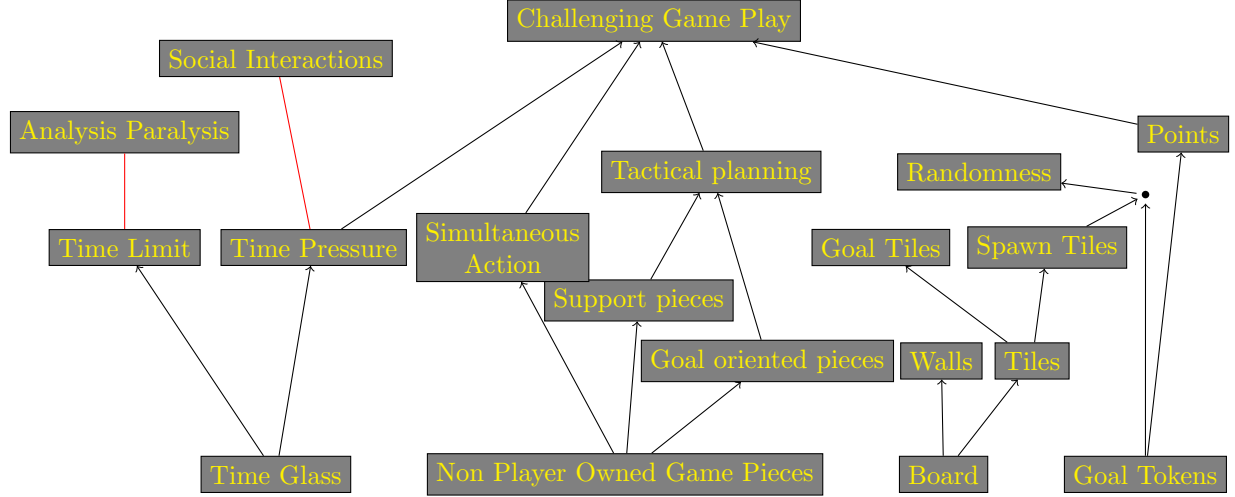 Challenging Game Play
Social Interactions
Analysis Paralysis
Points
Tactical planning
Randomness
Time Limit
Time Pressure
Simultaneous
Action
Goal Tiles
Spawn Tiles
Support pieces
Goal oriented pieces
Walls
Tiles
Time Glass
Non Player Owned Game Pieces
Board
Goal Tokens